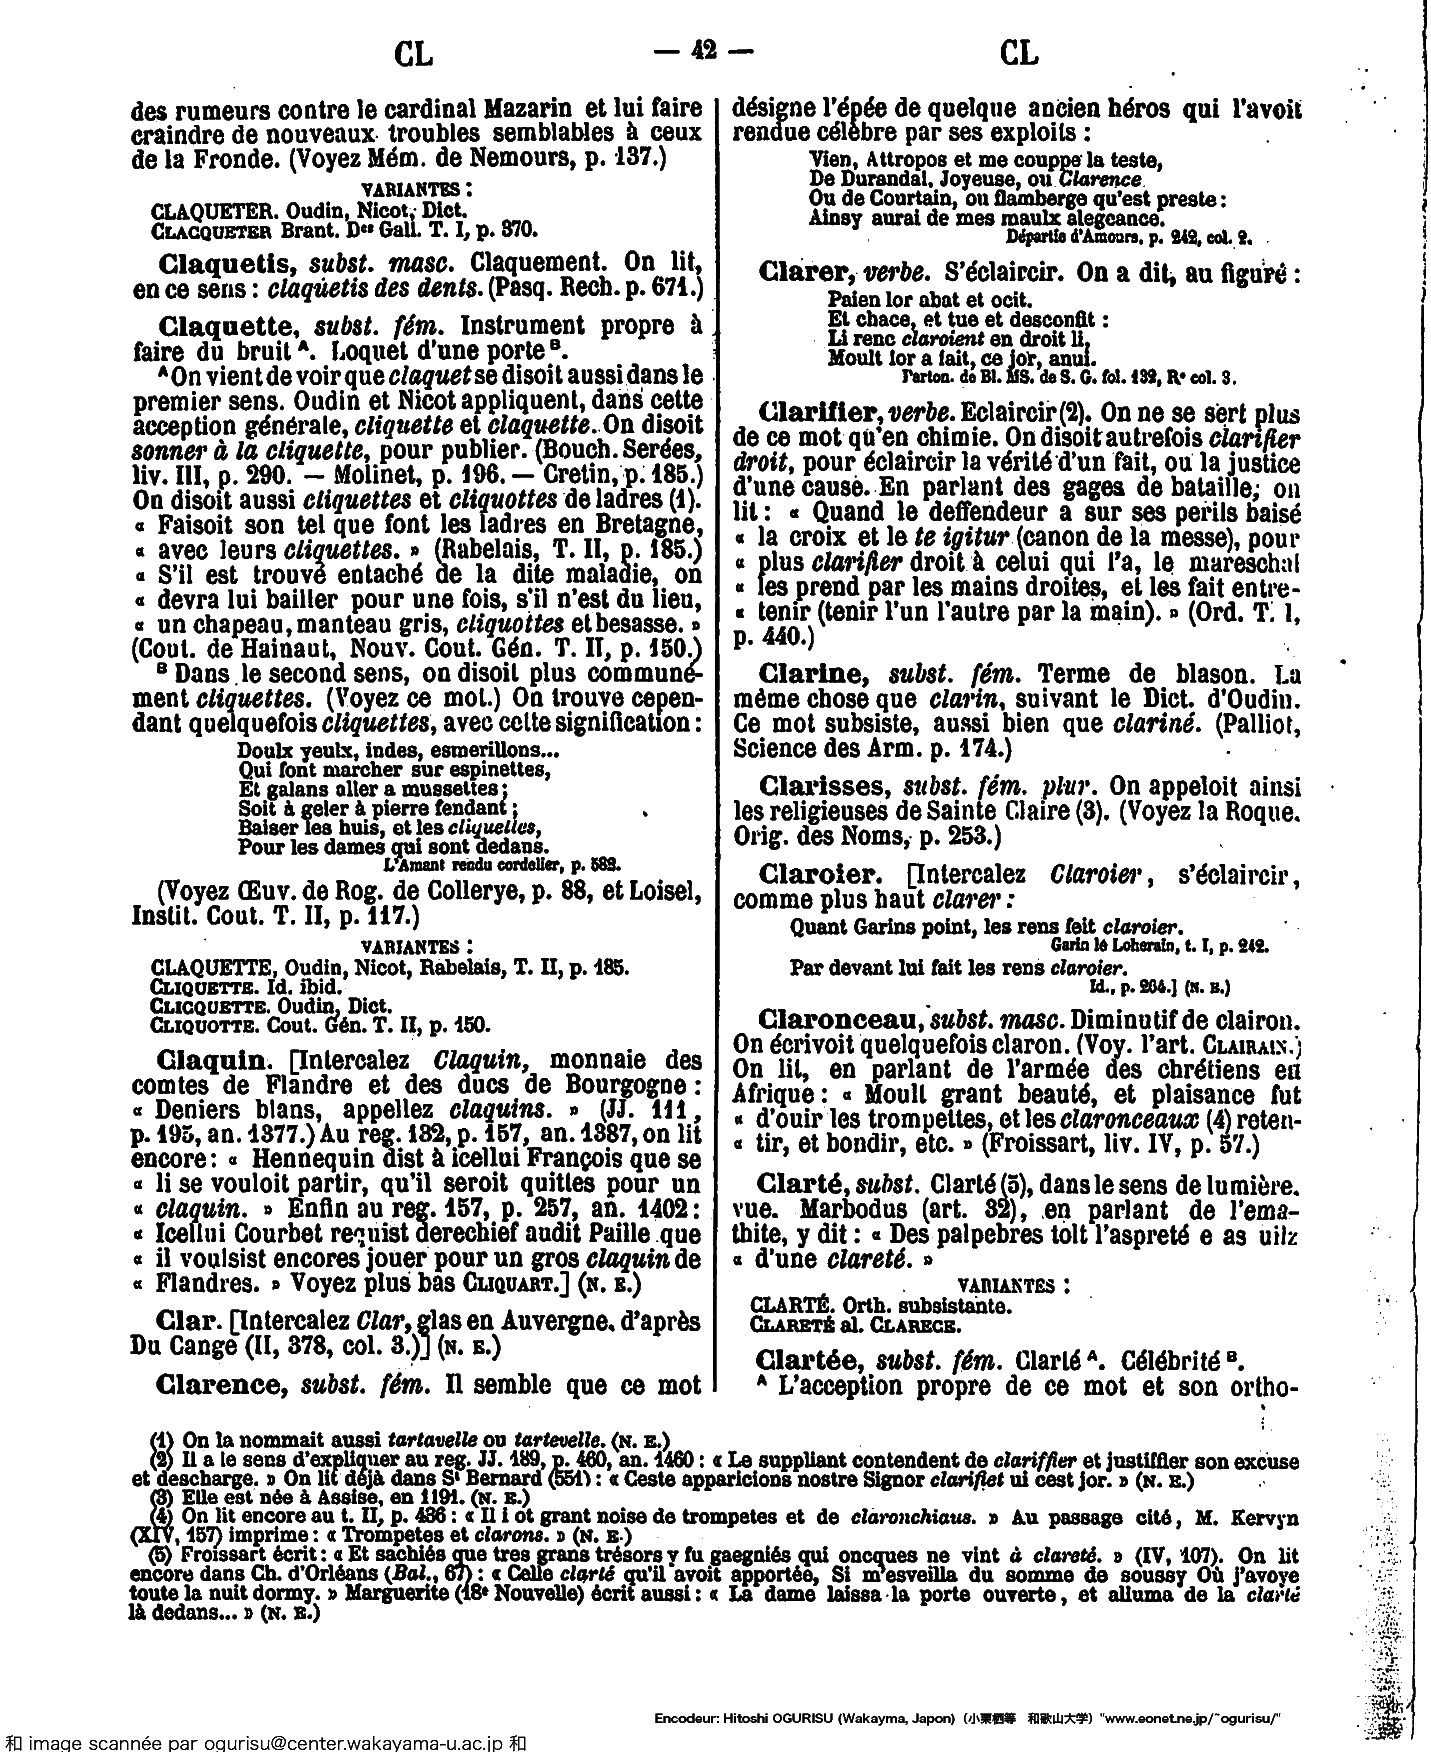 CL
— 42 —
CL
des rumeurs contre le cardinal Mazarin et lui faire
craindre de nouveaux troubles semblables à ceux
de la Fronde. (Voyez Mém. de Nemours, p. 137.)
VARIANTES :
CLAQUETER. Oudin, Nicot, Dict.
CLACQUETER Brant. Des Gall. T. I, p. 370.
Claquetis, subst. masc. Claquement. On lit,
en ce sens : claquetis des dents. (Pasq. Rech. p. 671.)
Claquette, subst. fém. Instrument propre à
faire du bruit A. Loquet d'une porte B.
A On vient de voir que claquet se disoit aussi dans le
premier sens. Oudin et Nicot appliquent, dans cette
acception générale, cliquette et claquette. On disoit
sonner à la cliquette, pour publier. (Bouch. Serées,
liv. III, p. 290. — Molinet, p. 196. — Cretin, p. 185.)
On disoit aussi cliquettes et cliquottes de ladres (1).
« Faisoit son tel que font les ladres en Bretagne,
« avec leurs cliquettes. » (Rabelais, T. II, p. 185.)
« S'il est trouvé entaché de la dite maladie, on
« devra lui bailler pour une fois, s'il n'est du lieu,
« un chapeau, manteau gris, cliquottes et besasse. »
(Cout. de Hainaut, Nouv. Cout. Gén. T. II, p. 150.)
B Dans le second sens, on disoit plus communé-
ment cliquettes. (Voyez ce mot.) On trouve cepen-
dant quelquefois cliquettes, avec cette signification :
Doulx yeulx, indes, esmerillons...
Qui font marcher sur espinettes,
Et galans aller a mussettes ;
Soit à geler à pierre fendant ;
Baiser les huis, et les cliquettes,
Pour les dames qui sont dedans.
L'Amant rendu cordelier, p. 582.
(Voyez Œuv. de Rog. de Collerye, p. 88, et Loisel,
Instit. Cout. T. II, p. 117.)
VARIANTES :
CLAQUETTE, Oudin, Nicot, Rabelais, T. II, p. 185.
CLIQUETTE. Id. ibid.
CLICQUETTE. Oudin, Dict.
CLIQUOTTE. Cout. Gén. T. II, p. 150.
Claquin. [Intercalez Claquin, monnaie des
comtes de Flandre et des ducs de Bourgogne :
« Deniers blans, appellez claquins. » (JJ. 111,
p. 195, an. 1377.) Au reg. 132, p. 157, an. 1387, on lit
encore : « Hennequin dist à icellui François que se
« li se vouloit partir, qu'il seroit quittes pour un
« claquin. » Enfin au reg. 157, p. 257, an. 1402 :
« Icellui Courbet requist derechief audit Paille que
« il voulsist encores jouer pour un gros claquin de
« Flandres. » Voyez plus bas CLIQUART.] (N. E.)
Clar. [Intercalez Clar, glas en Auvergne, d'après
Du Cange (II, 378, col. 3.)] (N. E.)
Clarence, subst. fém. Il semble que ce mot
désigne l'épée de quelque ancien héros qui l'avoit
rendue célèbre par ses exploits :
Vien, Attropos et me couppe la teste,
De Durandal, Joyeuse, ou Clarence
Ou de Courtain, ou flamberge qu'est preste :
Ainsy aurai de mes maulx alegeance.
Départie d'Amours, p. 242, col. 2.
Clarer, verbe. S'éclaircir. On a dit, au figuré :
Paien lor abat et ocit.
Et chace, et tue et desconfit :
Li renc claroient en droit li,
Moult lor a fait, ce jor, anui.
Parton. de Bl. MS. de S. G. fol. 132, Ro col. 3.
Clarifier, verbe. Eclaircir (2). On ne se sert plus
de ce mot qu'en chimie. On disoit autrefois clarifier
droit, pour éclaircir la vérité d'un fait, ou la justice
d'une cause. En parlant des gages de bataille, on
lit : « Quand le deffendeur a sur ses perils baisé
« la croix et le te igitur (canon de la messe), pour
« plus clarifier droit à celui qui l'a, le mareschal
« les prend par les mains droites, et les fait entre-
« tenir (tenir l'un l'autre par la main). » (Ord. T. I,
p. 440.)
Clarine, subst. fém. Terme de blason. La
même chose que clarin, suivant le Dict. d'Oudin.
Ce mot subsiste, aussi bien que clariné. (Palliot,
Science des Arm. p. 174.)
Clarisses, subst. fém. plur. On appeloit ainsi
les religieuses de Sainte Claire (3). (Voyez la Roque,
Orig. des Noms, p. 253.)
Claroier. [Intercalez Claroier, s'éclaircir,
comme plus haut clarer :
Quant Garins point, les rens feit claroier.
Garin le Loherain, t. I, p. 242.
Par devant lui fait les rens claroier.
Id., p. 264.] (N. E.)
Claronceau, subst. masc. Diminutif de clairon.
On écrivoit quelquefois claron. (Voy. l'art. CLAIRAIN.)
On lit, en parlant de l'armée des chrétiens en
Afrique : « Moult grant beauté, et plaisance fut
« d'ouir les trompettes, et les claronceaux (4) reten-
« tir, et bondir, etc. » (Froissart, liv. IV, p. 57.)
Clarté, subst. Clarté (5), dans le sens de lumière,
vue. Marbodus (art. 32), en parlant de l'ema-
thite, y dit : « Des palpebres tolt l'aspreté e as uilz
« d'une clareté. »
VARIANTES :
CLARTÉ. Orth. subsistante.
CLARETÉ al. CLARECE.
Clartée, subst. fém. Clarté A. Célébrité B.
A L'acception propre de ce mot et son ortho-
(1) On la nommait aussi tartavelle ou tartevelle. (N. E.)
(2) Il a le sens d'expliquer au reg. JJ. 189, p. 460, an. 1460 : « Le suppliant contendent de clariffier et justiffier son excuse
et descharge. » On lit déjà dans St Bernard (551) : « Ceste apparicions nostre Signor clarifiet ui cest jor. » (N. E.)
(3) Elle est née à Assise, en 1191. (N. E.)
(4) On lit encore au t. II, p. 436 : « Il i ot grant noise de trompetes et de claronchiaus. » Au passage cité, M. Kervyn
(XIV, 157) imprime : « Trompetes et clarons. » (N. E.)
(5) Froissart écrit : « Et sachiés que tres grans trésors y fu gaegniés qui oncques ne vint à clareté. » (IV, 107). On lit
encore dans Ch. d'Orléans (Bal., 67) : « Celle clarté qu'il avoit apportée, Si m'esveilla du somme de soussy Où j'avoye
toute la nuit dormy. » Marguerite (18e Nouvelle) écrit aussi : « La dame laissa la porte ouverte, et alluma de la clarté
là dedans... » (N. E.)
Encodeur: Hitoshi OGURISU (Wakayma, Japon) (小栗栖等 和歌山大学) "www.eonet.ne.jp/~ogurisu/"
和 image scannée par ogurisu@center.wakayama-u.ac.jp 和